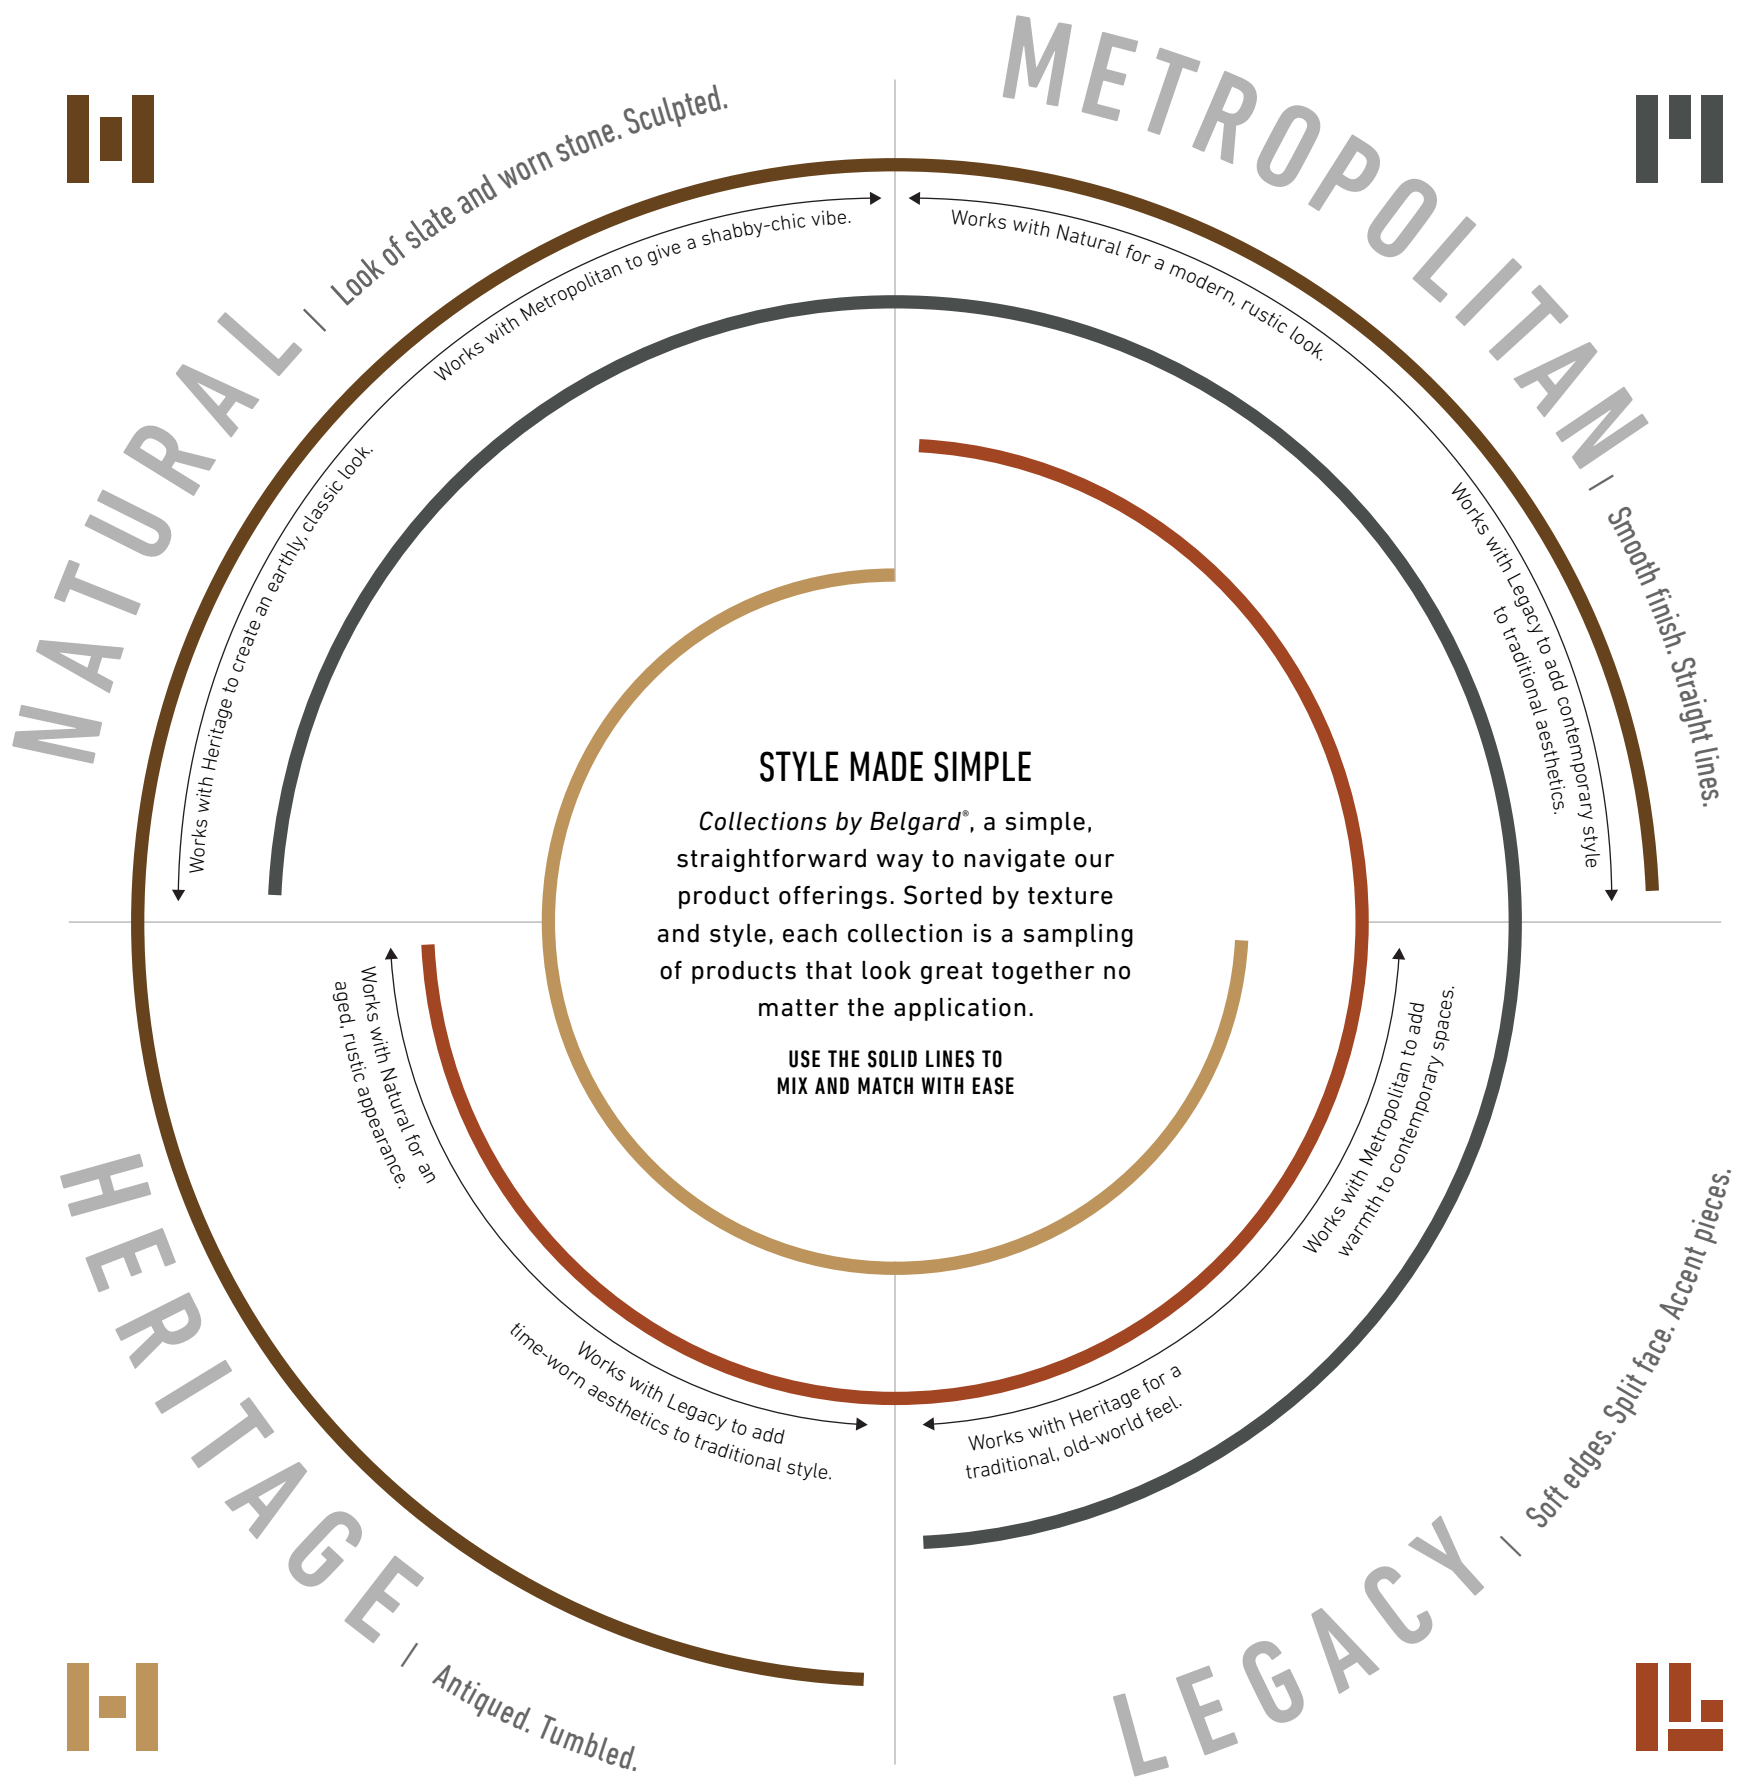 NATURAL | Look of slate and worn stone. Sculpted.
Works with Metropolitan to give a shabby-chic vibe.
Works with Heritage to create an earthly, classic look.
METROPOLITAN | Smooth finish. Straight lines.
Works with Natural for a modern, rustic look.
Works with Legacy to add contemporary style
to traditional aesthetics.
STYLE MADE SIMPLE
Collections by Belgard®, a simple,
straightforward way to navigate our
product offerings. Sorted by texture
and style, each collection is a sampling
of products that look great together no
matter the application.
USE THE SOLID LINES TO
MIX AND MATCH WITH EASE
HERITAGE | Antiqued. Tumbled.
Works with Natural for an
aged, rustic appearance.
Works with Legacy to add
time-worn aesthetics to traditional style.
LEGACY | Soft edges. Split face. Accent pieces.
Works with Metropolitan to add
warmth to contemporary spaces.
Works with Heritage for a
traditional, old-world feel.